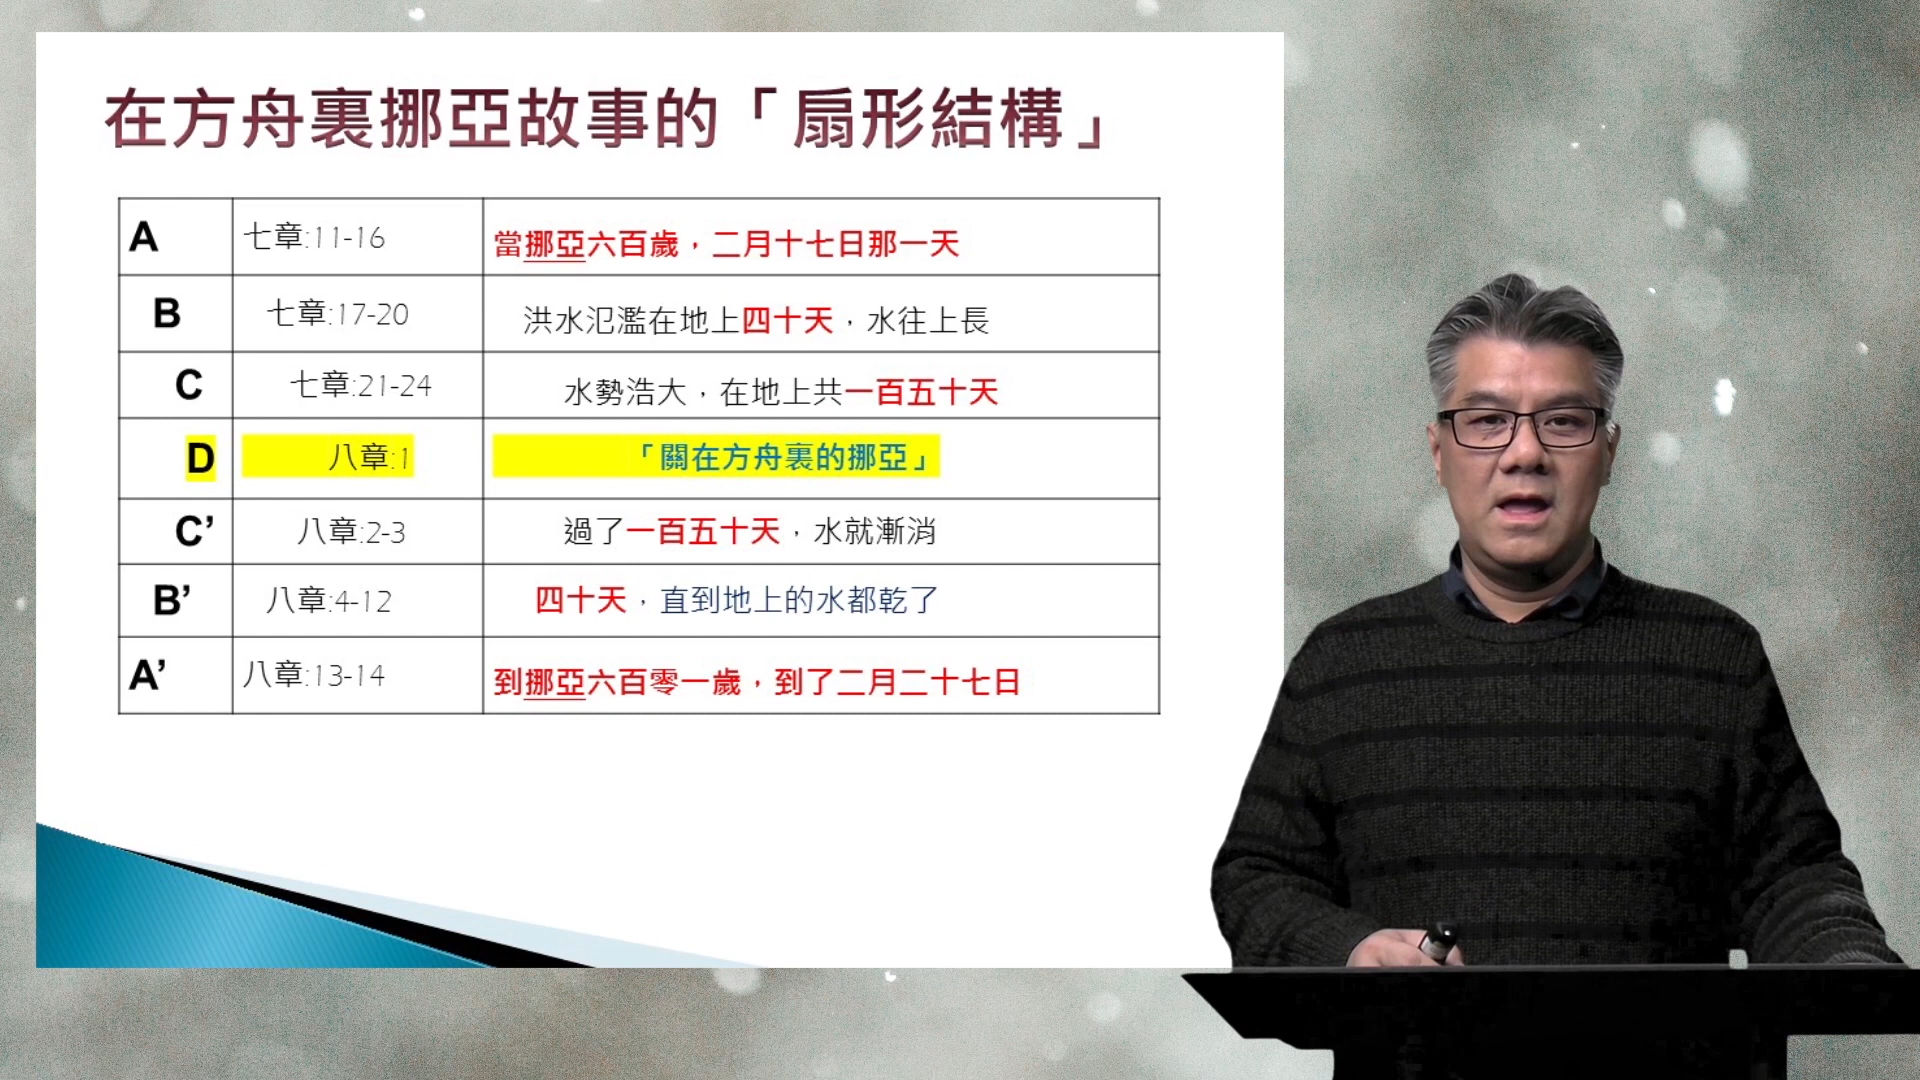 在方舟裏挪亞故事的「扇形結構」
A 七章:11-16 當挪亞六百歲，二月十七日那一天
B 七章:17-20 洪水氾濫在地上四十天，水往上長
C 七章:21-24 水勢浩大，在地上共一百五十天
D 八章:1 「關在方舟裏的挪亞」
C’ 八章:2-3 過了一百五十天，水就漸消
B’ 八章:4-12 四十天，直到地上的水都乾了
A’ 八章:13-14 到挪亞六百零一歲，到了二月二十七日